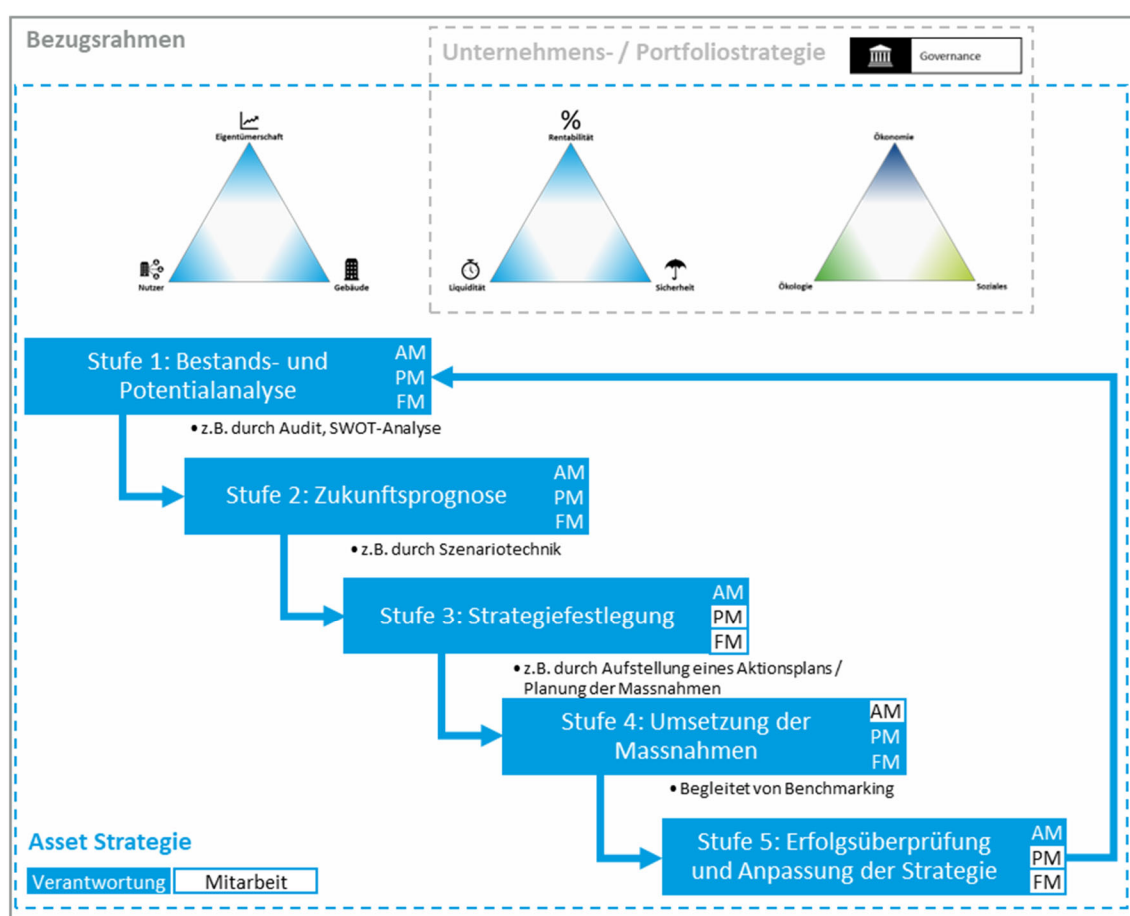 Bezugsrahmen
Unternehmens- / Portfoliostrategie
Governance
Eigentümerschaft
Nutzer
Gebäude
%
Rentabilität
Liquidität
Sicherheit
Ökonomie
Ökologie
Soziales
Stufe 1: Bestands- und
Potentialanalyse
AM
PM
FM
• z.B. durch Audit, SWOT-Analyse
Stufe 2: Zukunftsprognose
AM
PM
FM
• z.B. durch Szenariotechnik
Stufe 3: Strategiefestlegung
AM
PM
FM
• z.B. durch Aufstellung eines Aktionsplans /
Planung der Massnahmen
Stufe 4: Umsetzung der
Massnahmen
AM
PM
FM
• Begleitet von Benchmarking
Stufe 5: Erfolgsüberprüfung
und Anpassung der Strategie
AM
PM
FM
Asset Strategie
Verantwortung
Mitarbeit